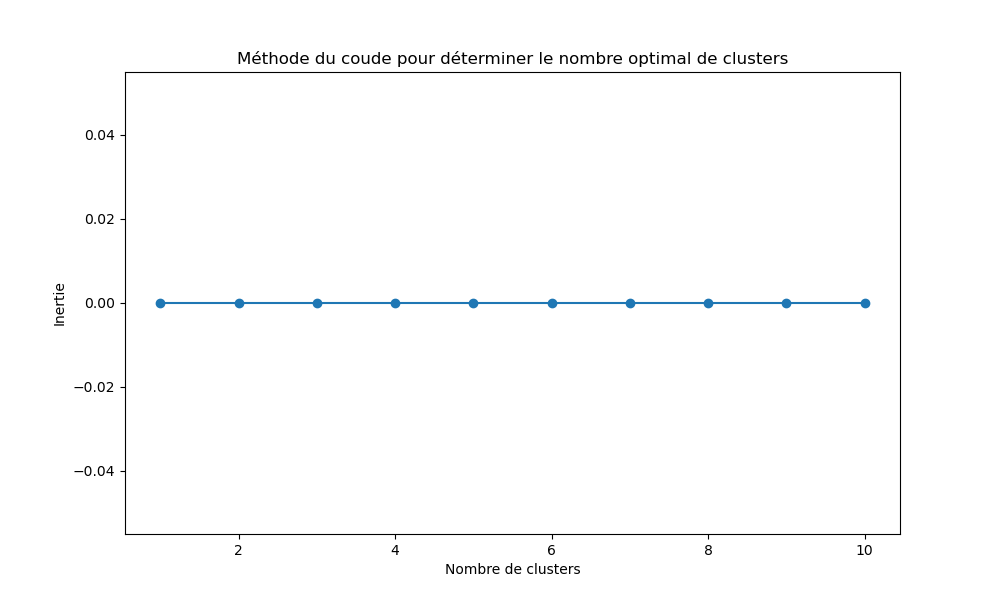 Méthode du coude pour déterminer le nombre optimal de clusters
0.04
0.02
0.00
−0.02
−0.04
Inertie
2 4 6 8 10
Nombre de clusters